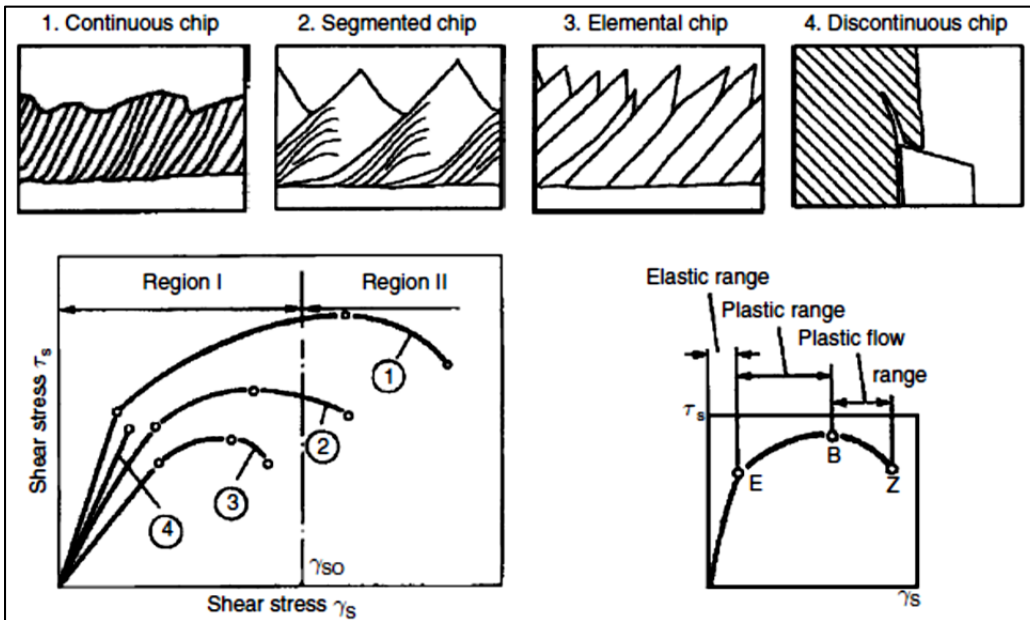 1. Continuous chip
2. Segmented chip
3. Elemental chip
4. Discontinuous chip
Region I
Region II
Shear stress τs
1
2
3
4
γSO
Shear stress γS
Elastic range
Plastic range
Plastic flow
range
τs
E
B
Z
γS